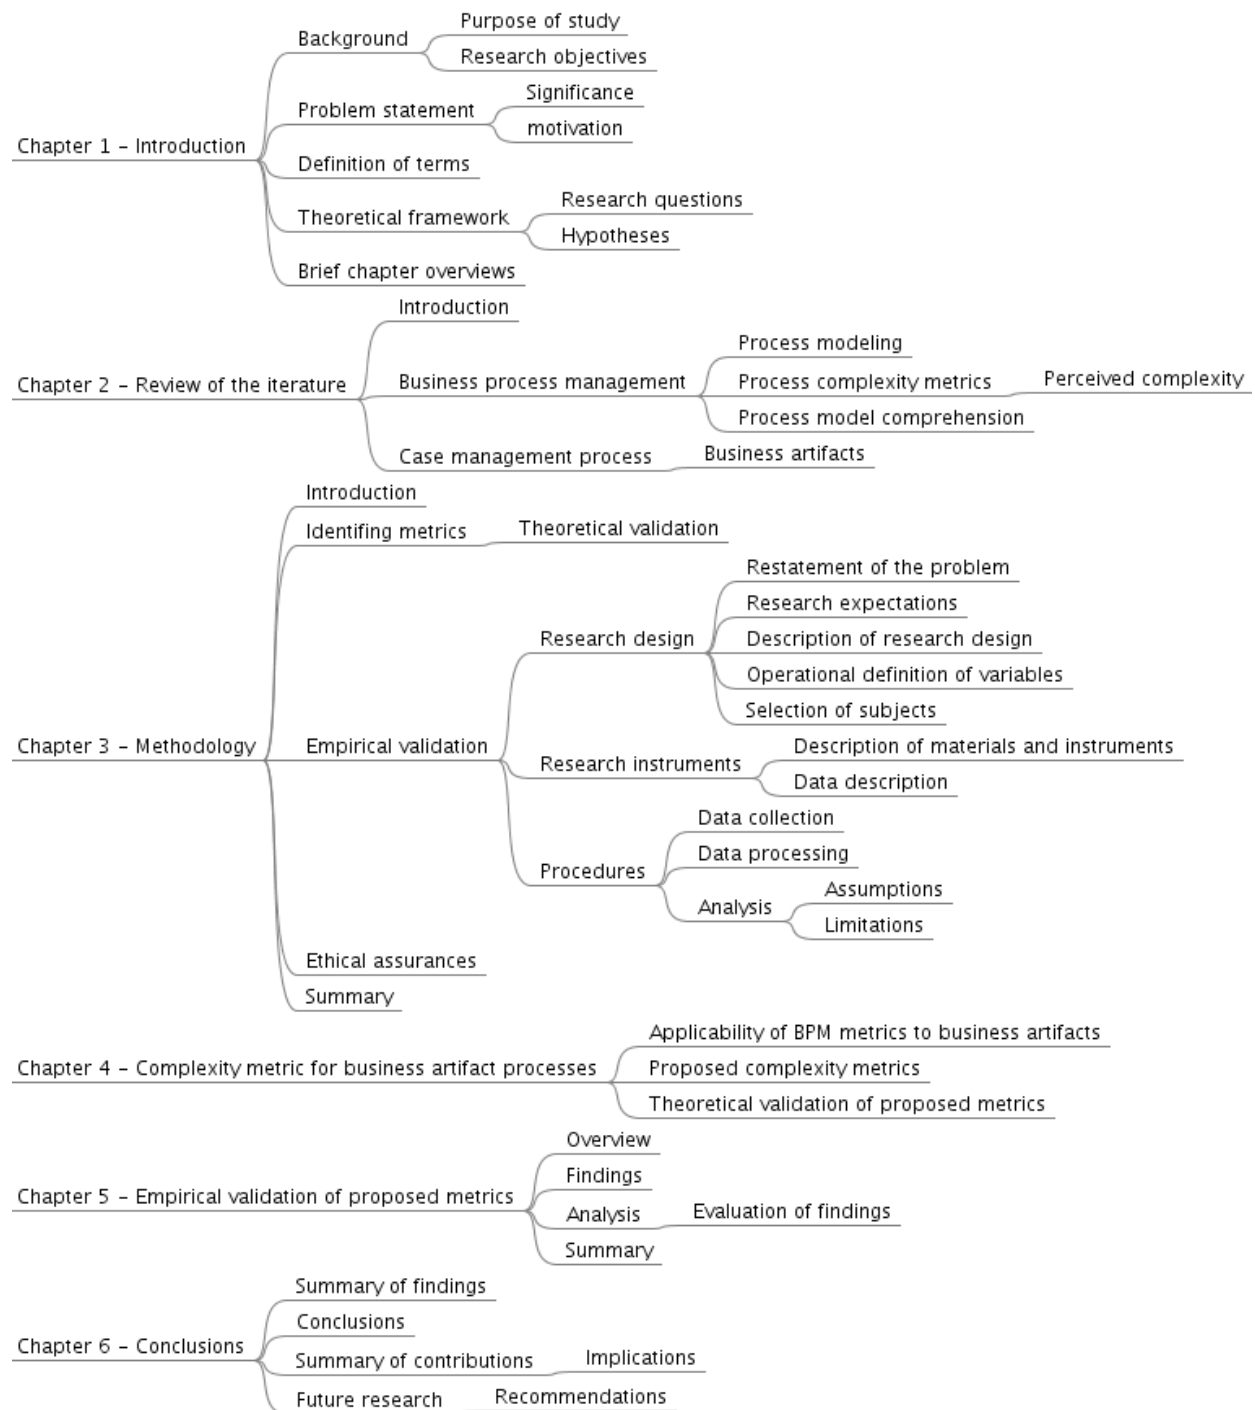 Chapter 1 – Introduction
Background
Purpose of study
Research objectives
Problem statement
Significance
motivation
Definition of terms
Theoretical framework
Research questions
Hypotheses
Brief chapter overviews
Chapter 2 – Review of the iterature
Introduction
Business process management
Process modeling
Process complexity metrics
Perceived complexity
Process model comprehension
Case management process
Business artifacts
Chapter 3 – Methodology
Introduction
Identifing metrics
Theoretical validation
Empirical validation
Research design
Restatement of the problem
Research expectations
Description of research design
Operational definition of variables
Selection of subjects
Research instruments
Description of materials and instruments
Data description
Procedures
Data collection
Data processing
Analysis
Assumptions
Limitations
Ethical assurances
Summary
Chapter 4 – Complexity metric for business artifact processes
Applicability of BPM metrics to business artifacts
Proposed complexity metrics
Theoretical validation of proposed metrics
Chapter 5 – Empirical validation of proposed metrics
Overview
Findings
Analysis
Evaluation of findings
Summary
Chapter 6 – Conclusions
Summary of findings
Conclusions
Summary of contributions
Implications
Future research
Recommendations